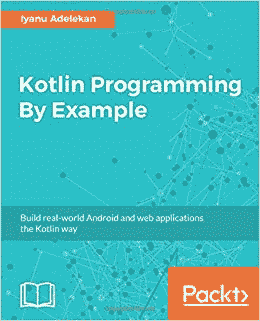 Iyanu Adelekan
Kotlin Programming
By Example
Build real-world Android and web applications
the Kotlin way
Packt>